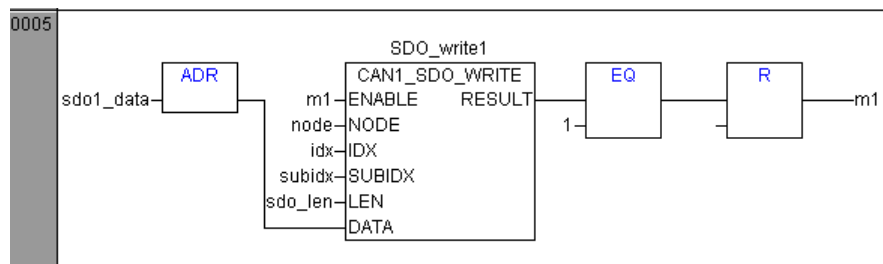 0005
SDO_write1
ADR
CAN1_SDO_WRITE
EQ
R
sdo1_data
m1
ENABLE
RESULT
m1
node
NODE
1
idx
IDX
subidx
SUBIDX
sdo_len
LEN
DATA